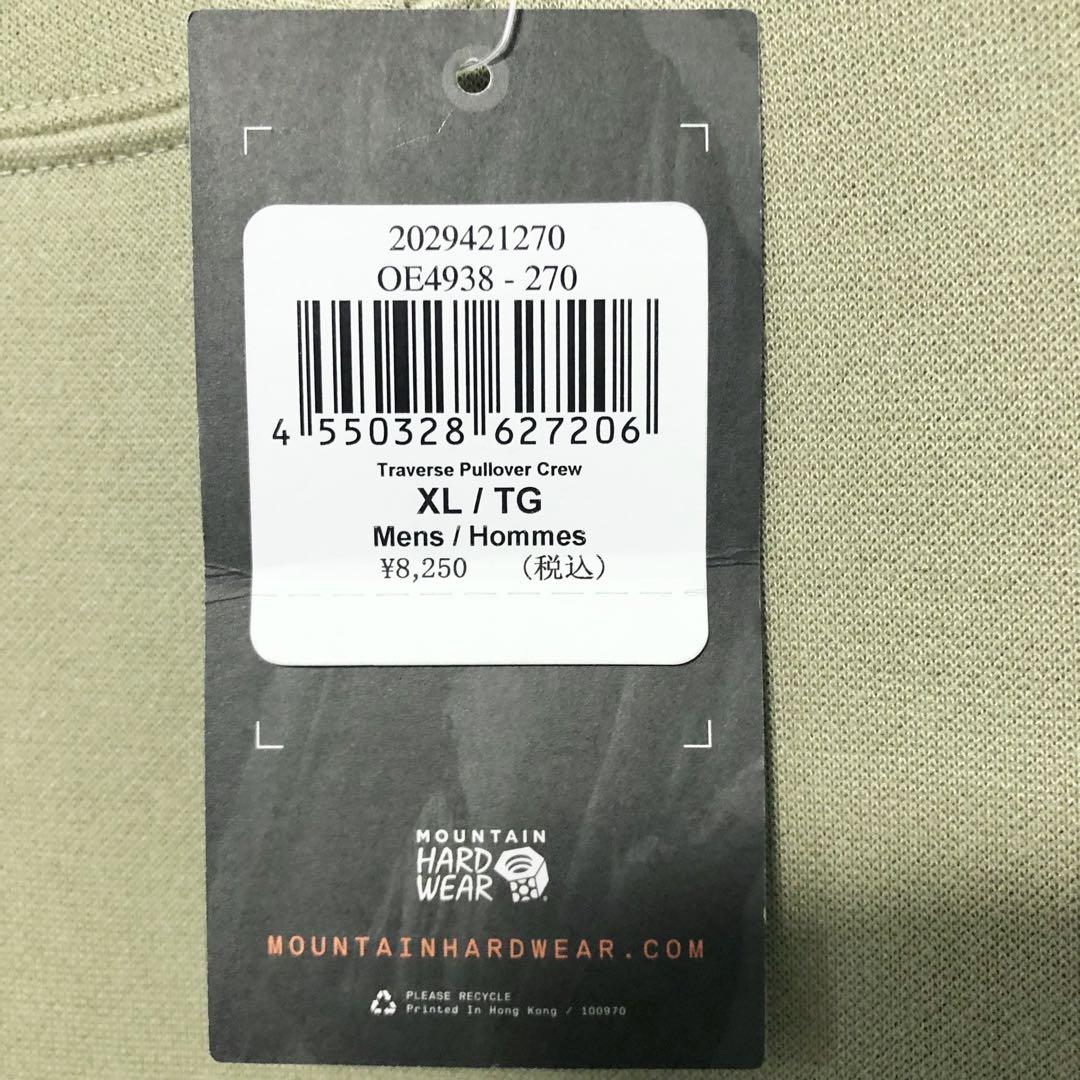 2029421270
OE4938 - 270
4 550328 627206
Traverse Pullover Crew
XL / TG
Mens / Hommes
¥8,250 (税込)
MOUNTAIN
HARD
WEAR
MOUNTAINHARDWEAR.COM
PLEASE RECYCLE
Printed In Hong Kong / 100970